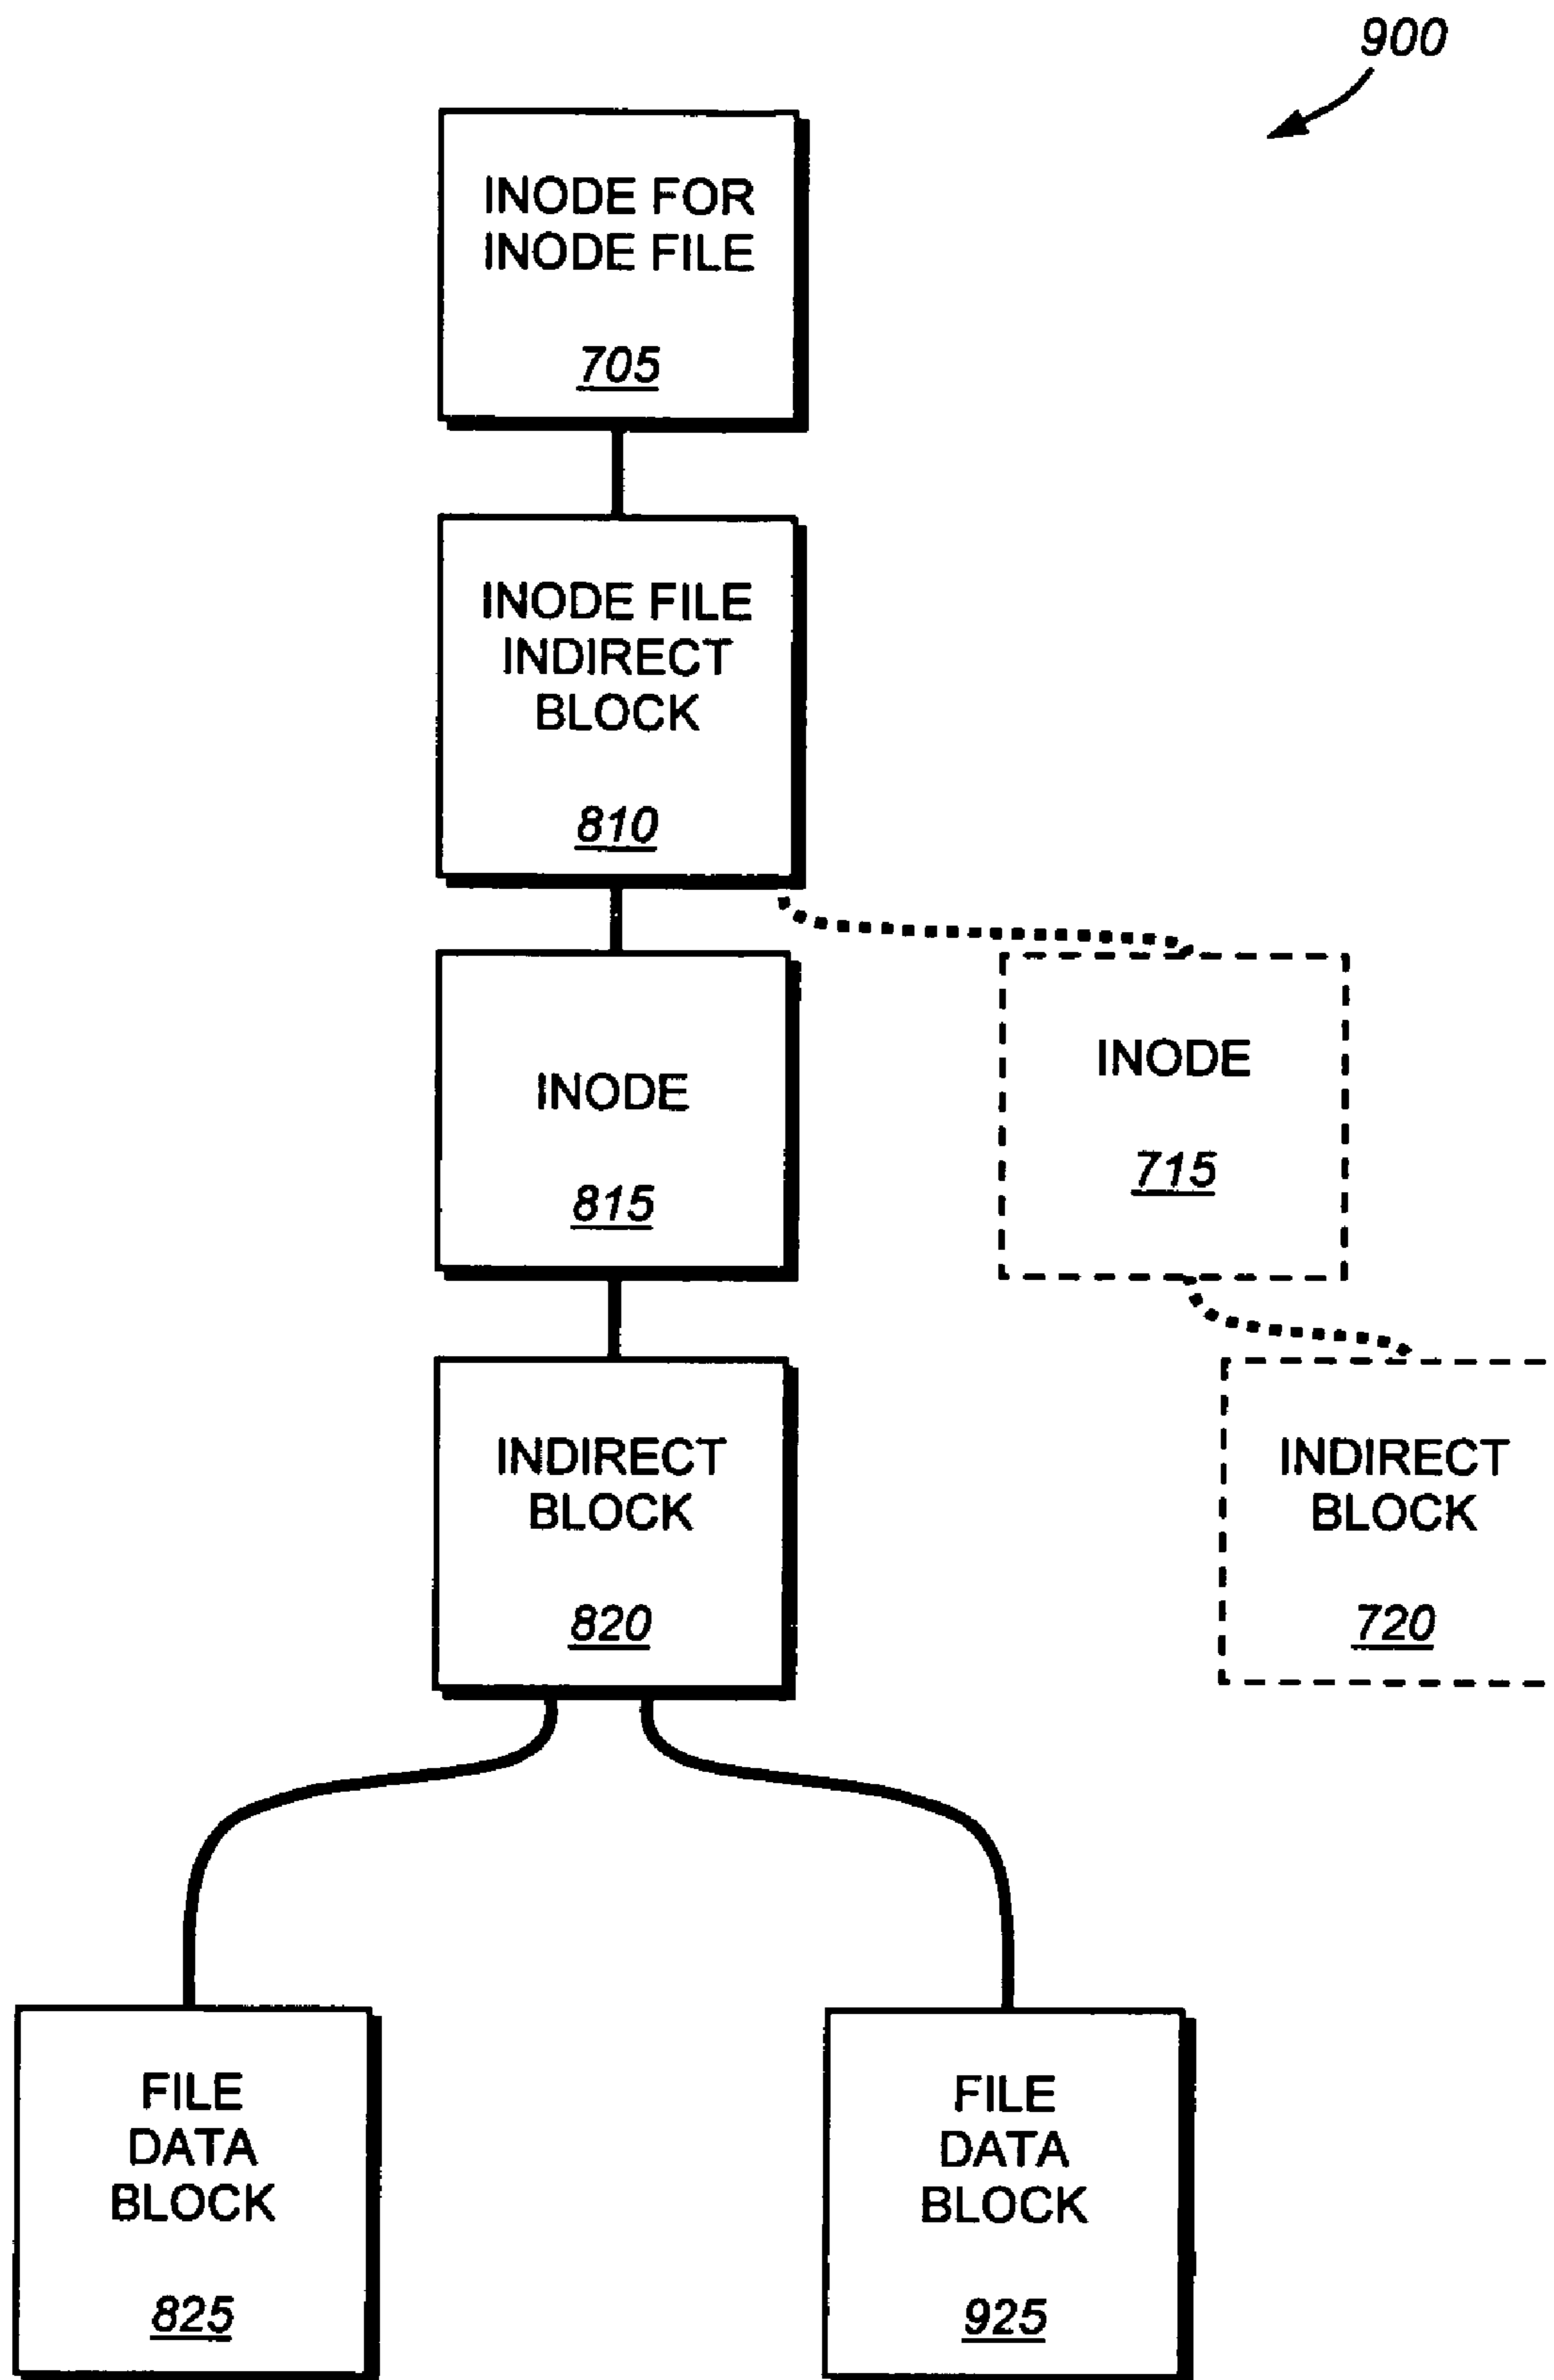 900
INODE FOR
INODE FILE
705
INODE FILE
INDIRECT
BLOCK
810
INODE
815
INODE
715
INDIRECT
BLOCK
820
INDIRECT
BLOCK
720
FILE
DATA
BLOCK
825
FILE
DATA
BLOCK
925